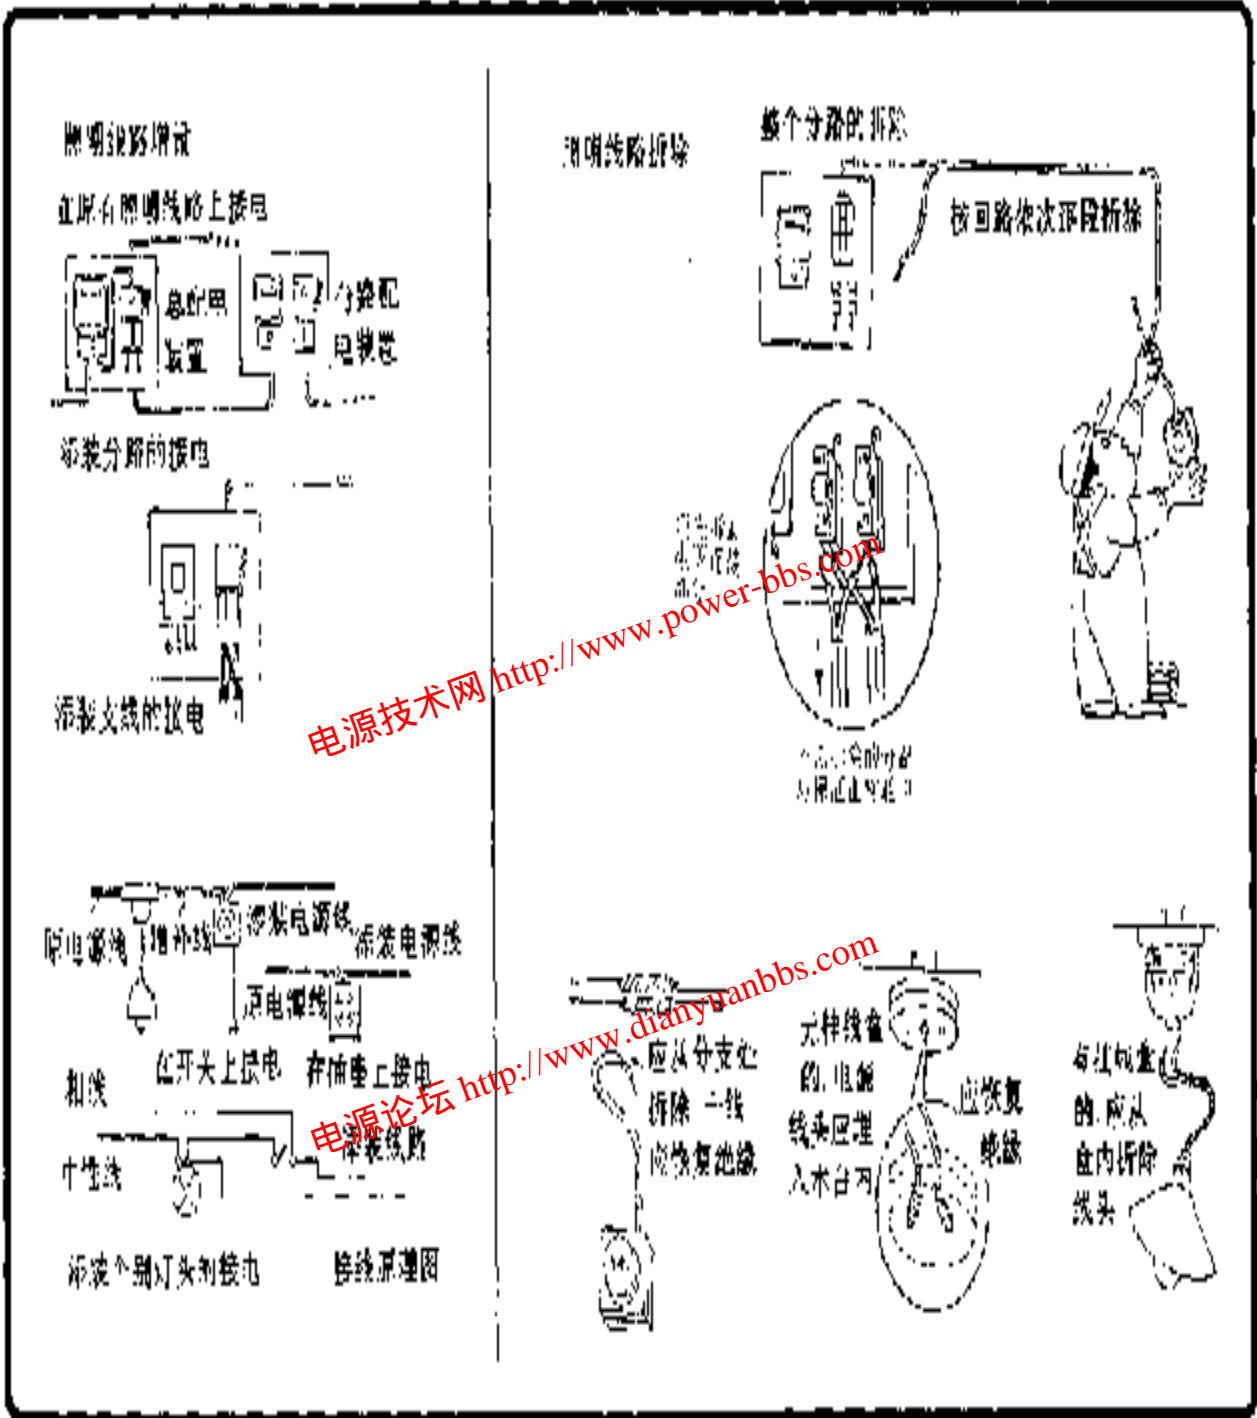 照明线路增设
在原有照明线路上接电
总配电
装置
分路配
电装置
添装分路的接电
添装支线的接电
原电源线
增补线
添装电源线
添装电源线
原电源线
在开关上接电
在插座上接电
相线
中性线
添装线路
添装个别灯头的接电
接线原理图
照明线路拆除
整个分路的拆除
按回路依次逐段拆除
应从分支处
拆除 干线
应恢复绝缘
无接线盒
的,电源
线头应埋
入木台内
应恢复
绝缘
有接线盒
的,应从
盒内拆除
线头
电源技术网 http://www.power-bbs.com
电源论坛 http://www.dianyuanbbs.com